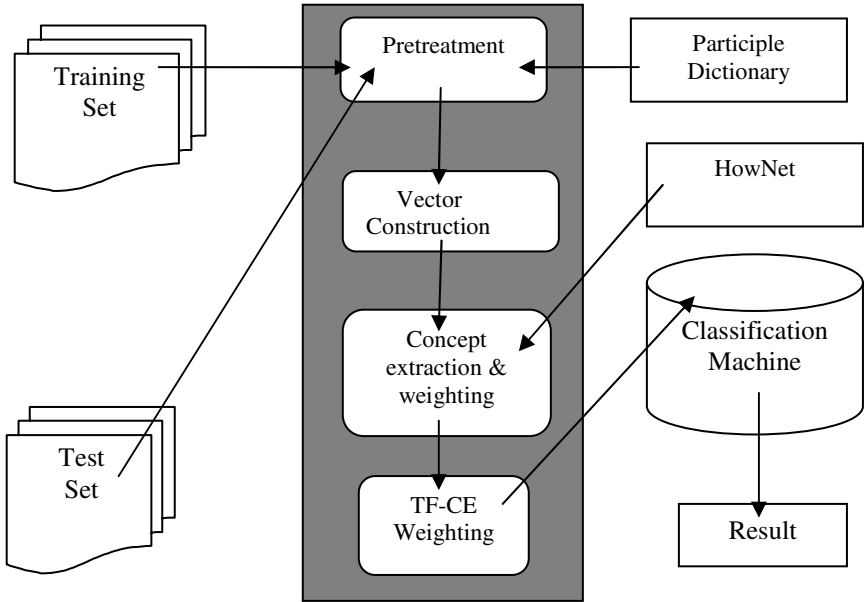 Training
Set
Pretreatment
Participle
Dictionary
Vector
Construction
HowNet
Concept
extraction &
weighting
Classification
Machine
Test
Set
TF-CE
Weighting
Result